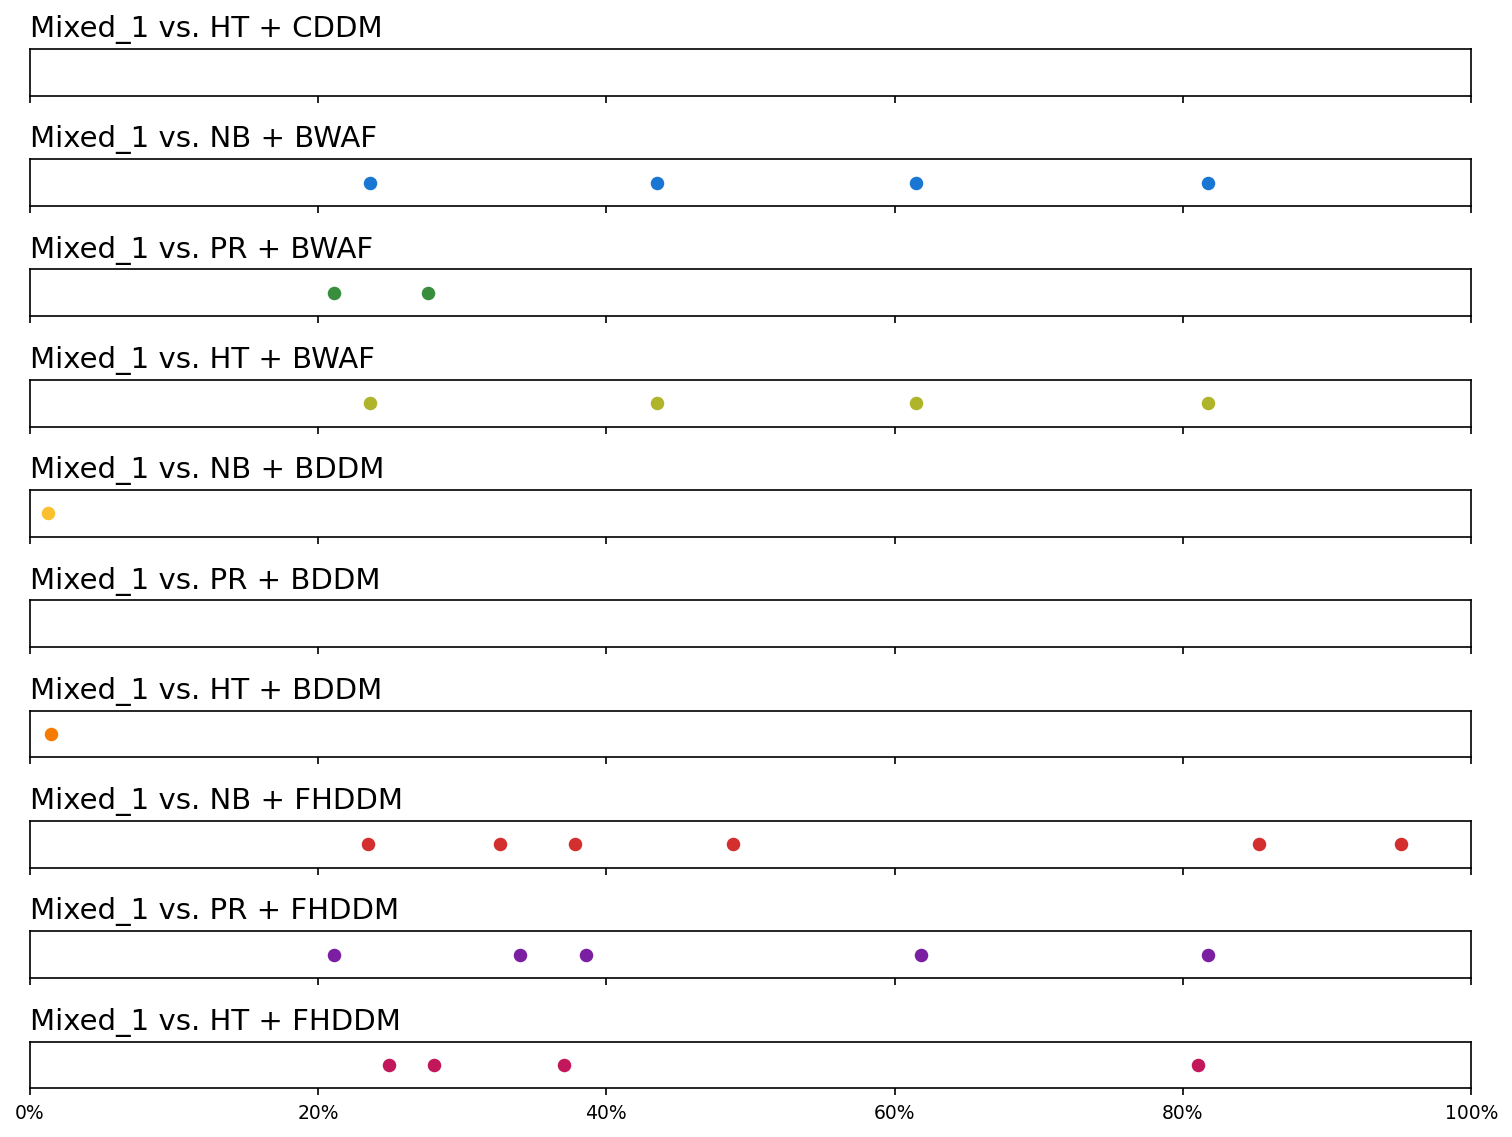 Mixed_1 vs. HT + CDDM
Mixed_1 vs. NB + BWAF
Mixed_1 vs. PR + BWAF
Mixed_1 vs. HT + BWAF
Mixed_1 vs. NB + BDDM
Mixed_1 vs. PR + BDDM
Mixed_1 vs. HT + BDDM
Mixed_1 vs. NB + FHDDM
Mixed_1 vs. PR + FHDDM
Mixed_1 vs. HT + FHDDM
0% 20% 40% 60% 80% 100%